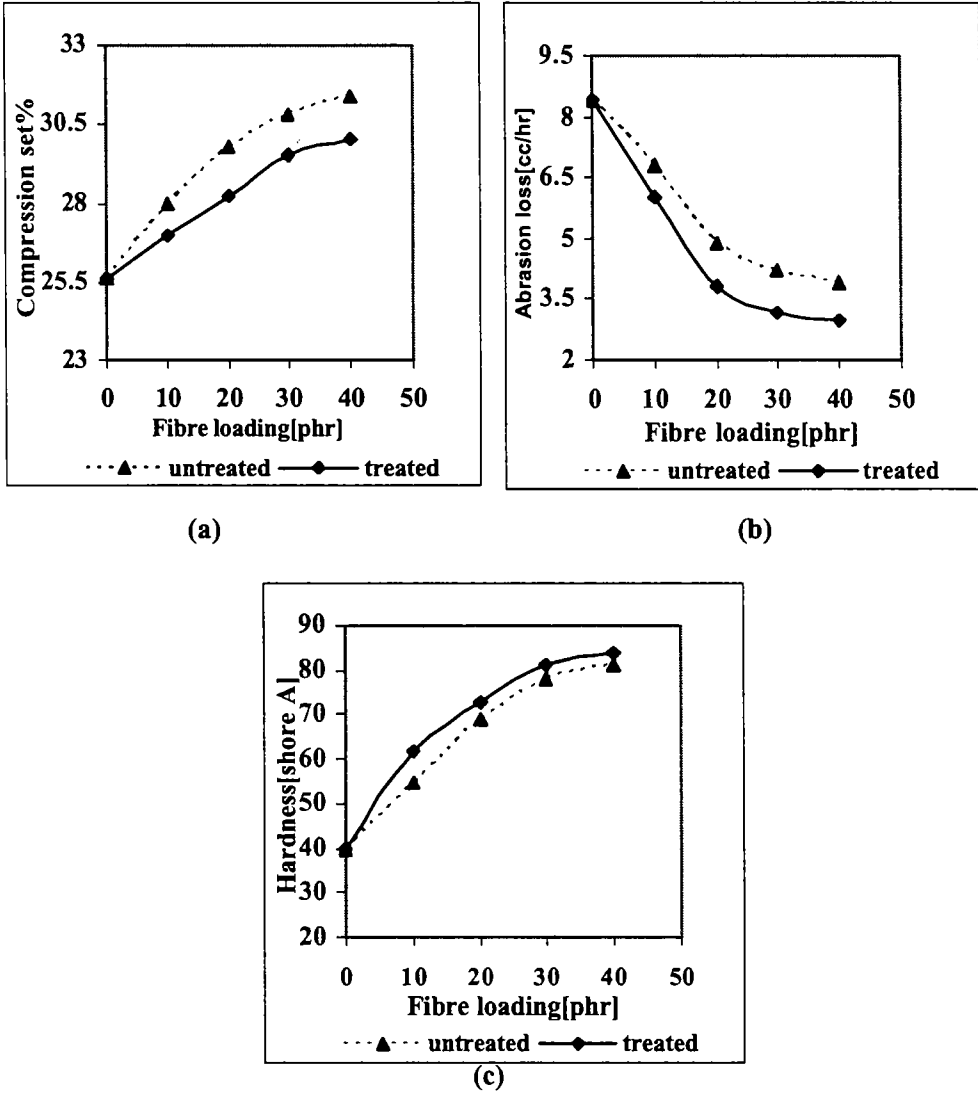 Compression set%
33
30.5
28
25.5
23
0 10 20 30 40 50
Fibre loading[phr]
untreated treated
(a)
Abrasion loss[cc/hr]
9.5
8
6.5
5
3.5
2
0 10 20 30 40 50
Fibre loading[phr]
untreated treated
(b)
Hardness[shore A]
90
80
70
60
50
40
30
20
0 10 20 30 40 50
Fibre loading[phr]
untreated treated
(c)